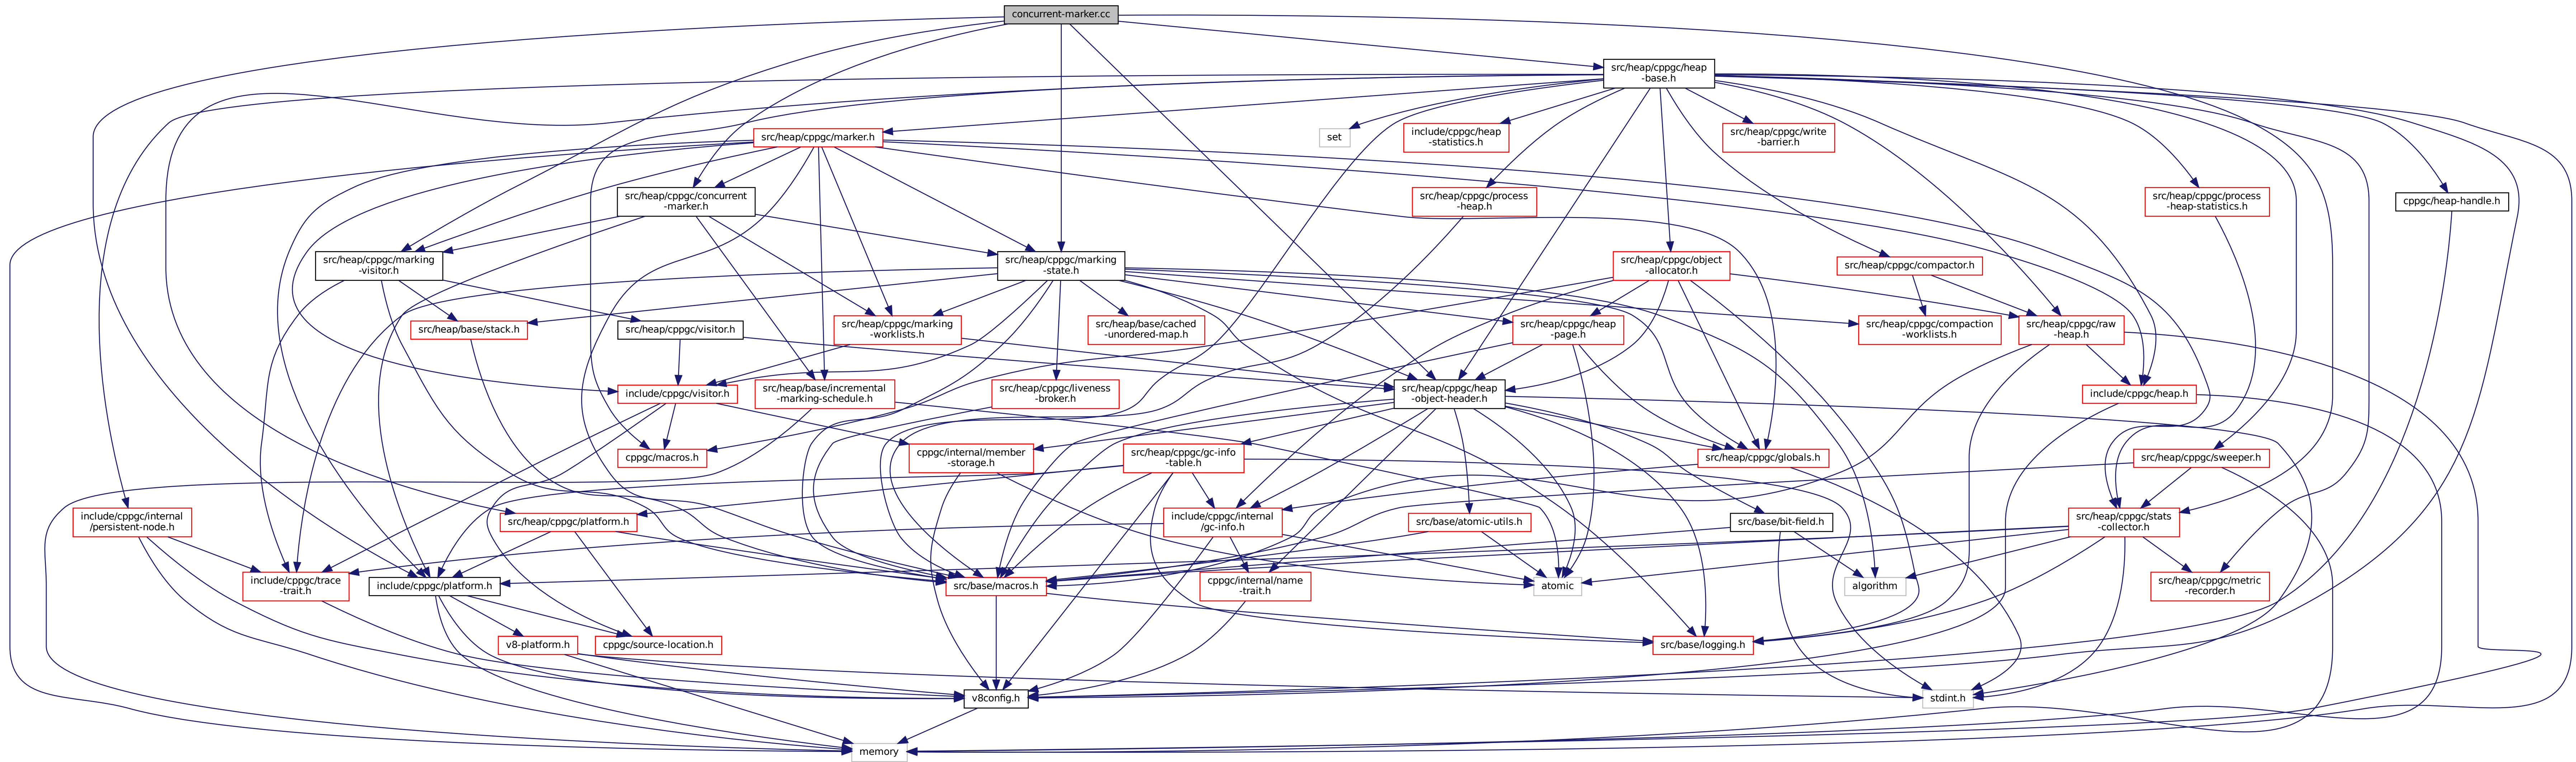 concurrent-marker.cc
src/heap/cppgc/heap
-base.h
src/heap/cppgc/marker.h
set
include/cppgc/heap
-statistics.h
src/heap/cppgc/write
-barrier.h
src/heap/cppgc/concurrent
-marker.h
src/heap/cppgc/process
-heap.h
src/heap/cppgc/process
-heap-statistics.h
cppgc/heap-handle.h
src/heap/cppgc/marking
-visitor.h
src/heap/cppgc/marking
-state.h
src/heap/cppgc/object
-allocator.h
src/heap/cppgc/compactor.h
src/heap/base/stack.h
src/heap/cppgc/visitor.h
src/heap/cppgc/marking
-worklists.h
src/heap/base/cached
-unordered-map.h
src/heap/cppgc/heap
-page.h
src/heap/cppgc/compaction
-worklists.h
src/heap/cppgc/raw
-heap.h
include/cppgc/visitor.h
src/heap/base/incremental
-marking-schedule.h
src/heap/cppgc/liveness
-broker.h
src/heap/cppgc/heap
-object-header.h
include/cppgc/heap.h
cppgc/macros.h
cppgc/internal/member
-storage.h
src/heap/cppgc/gc-info
-table.h
src/heap/cppgc/globals.h
src/heap/cppgc/sweeper.h
include/cppgc/internal
/persistent-node.h
src/heap/cppgc/platform.h
include/cppgc/internal
/gc-info.h
src/base/atomic-utils.h
src/base/bit-field.h
src/heap/cppgc/stats
-collector.h
include/cppgc/trace
-trait.h
include/cppgc/platform.h
src/base/macros.h
cppgc/internal/name
-trait.h
atomic
algorithm
src/heap/cppgc/metric
-recorder.h
v8-platform.h
cppgc/source-location.h
src/base/logging.h
v8config.h
stdint.h
memory